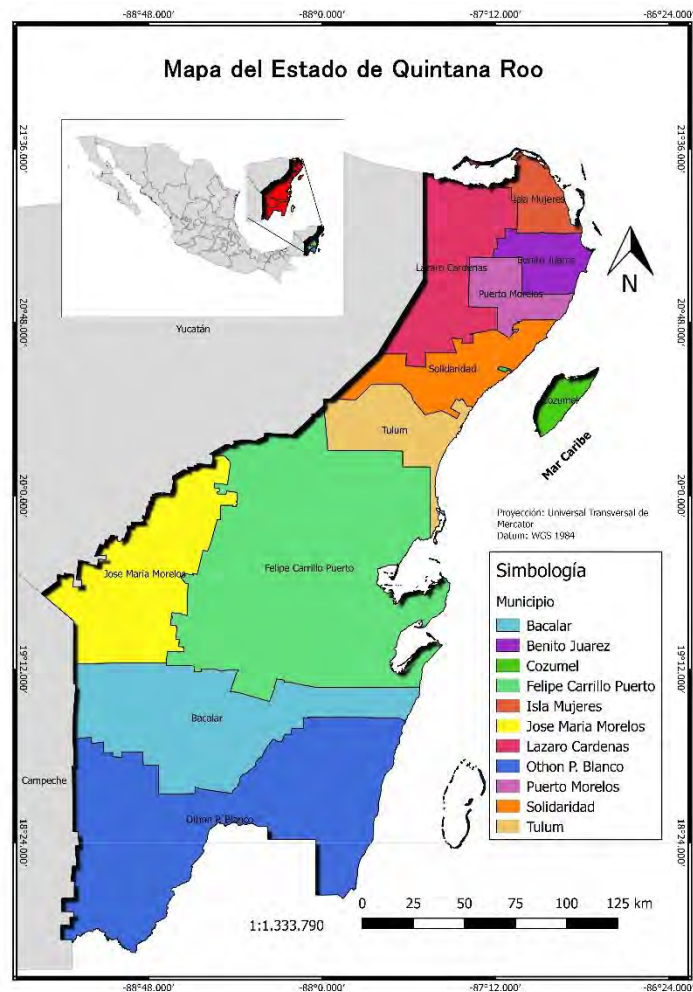 -88°48.000' -88°0.000' -87°12.000' -86°24.000'
Mapa del Estado de Quintana Roo
21°36.000' 21°36.000'
Isla Mujeres
Benito Juarez
Lazaro Cardenas
Puerto Morelos
N
20°48.000' 20°48.000'
Yucatán
Solidaridad
Cozumel
Tulum
Mar Caribe
20°0.000' 20°0.000'
Proyección: Universal Transversal de
Mercator
Datum: WGS 1984
Jose Maria Morelos
Felipe Carrillo Puerto
Simbología
Municipio
Bacalar
Benito Juarez
Cozumel
Felipe Carrillo Puerto
Isla Mujeres
Jose Maria Morelos
Lazaro Cardenas
Othon P. Blanco
Puerto Morelos
Solidaridad
Tulum
19°12.000' 19°12.000'
Bacalar
Campeche
Othon P. Blanco
18°24.000' 18°24.000'
1:1.333.790
0 25 50 75 100 125 km
-88°48.000' -88°0.000' -87°12.000' -86°24.000'